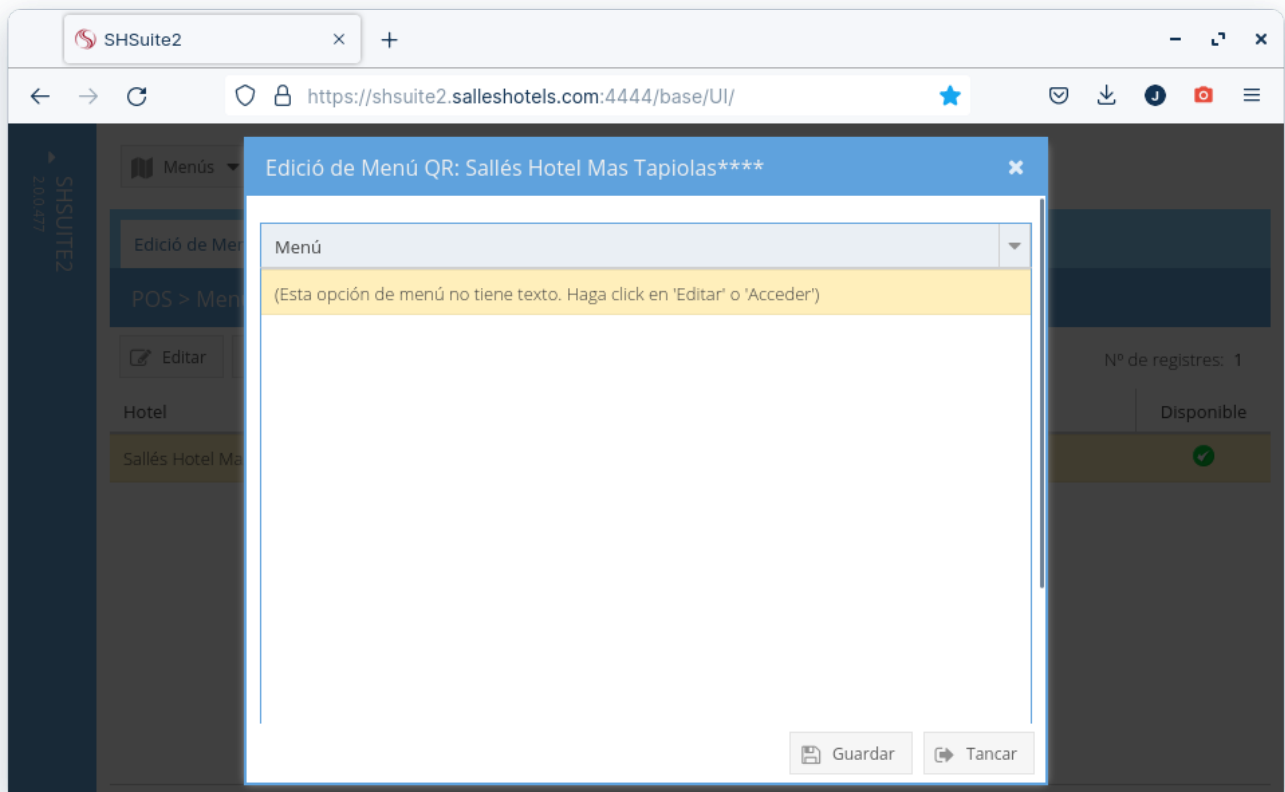 SHSuite2
https://shsuite2.salleshotels.com:4444/base/UI/
J
SHSUITE2
2.0.0.477
Menús
Edició de Menú QR: Sallés Hotel Mas Tapiolas****
Edició de Men
Menú
POS > Men
(Esta opción de menú no tiene texto. Haga click en 'Editar' o 'Acceder')
Editar
Nº de registres: 1
Hotel
Disponible
Sallés Hotel Ma
Guardar
Tancar